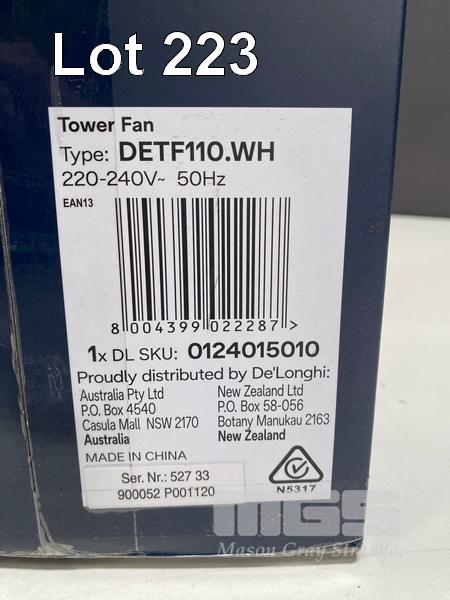 Lot 223
Tower Fan
Type: DETF110.WH
220-240V~ 50Hz
EAN13
8 004399 022287 >
1x DL SKU: 0124015010
Proudly distributed by De'Longhi:
Australia Pty Ltd
P.O. Box 4540
Casula Mall NSW 2170
Australia
New Zealand Ltd
P.O. Box 58-056
Botany Manukau 2163
New Zealand
MADE IN CHINA
Ser. Nr.: 527 33
900052 P001120
N5317
MGS
Mason Gray